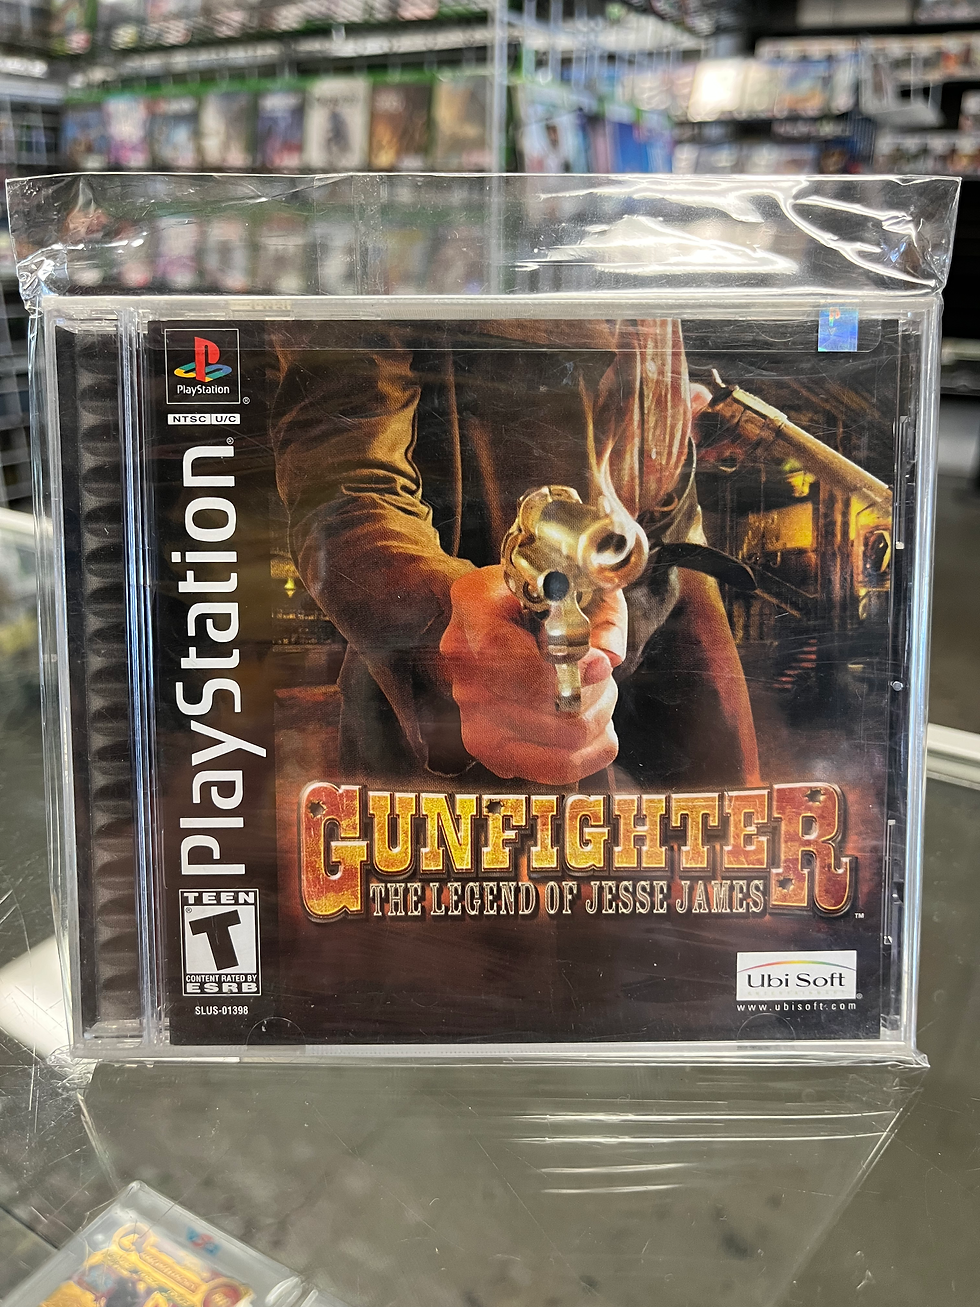 PlayStation
®
NTSC U/C
PlayStation®
GUNFIGHTER
THE LEGEND OF JESSE JAMES
™
TEEN
®
T
CONTENT RATED BY
ESRB
SLUS-01398
Ubi Soft
®
www.ubisoft.com